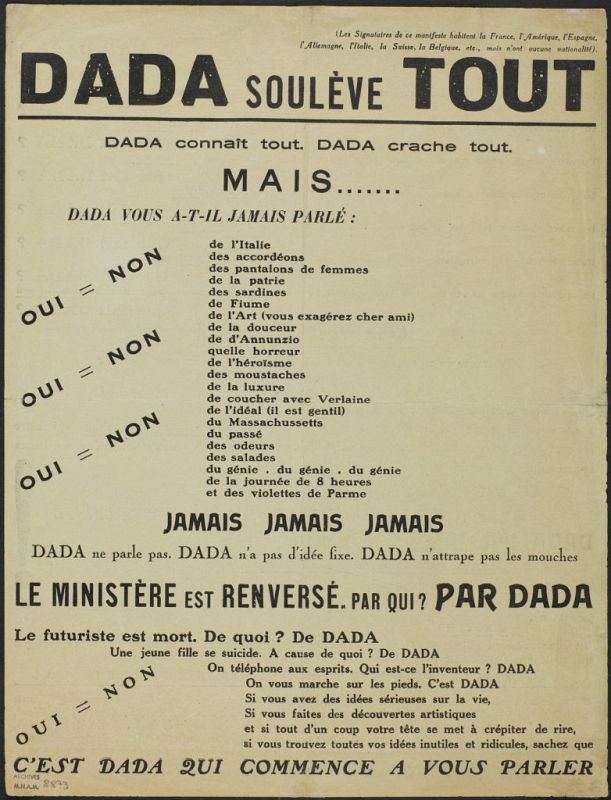 (Les Signataires de ce manifeste habitent la France, l'Amérique, l'Espagne,
l'Allemagne, l'Italie, la Suisse, la Belgique, etc., mais n'ont aucune nationalité).
DADA SOULÈVE TOUT
DADA connaît tout. DADA crache tout.
MAIS.......
DADA VOUS A-T-IL JAMAIS PARLÉ :
de l'Italie
des accordéons
des pantalons de femmes
de la patrie
des sardines
de Fiume
de l'Art (vous exagérez cher ami)
de la douceur
de d'Annunzio
quelle horreur
de l'héroïsme
des moustaches
de la luxure
de coucher avec Verlaine
de l'idéal (il est gentil)
du Massachussetts
du passé
des odeurs
des salades
du génie . du génie . du génie
de la journée de 8 heures
et des violettes de Parme
OUI = NON
OUI = NON
OUI = NON
JAMAIS JAMAIS JAMAIS
DADA ne parle pas. DADA n'a pas d'idée fixe. DADA n'attrape pas les mouches
LE MINISTÈRE EST RENVERSÉ. PAR QUI? PAR DADA
Le futuriste est mort. De quoi ? De DADA
Une jeune fille se suicide. A cause de quoi ? De DADA
On téléphone aux esprits. Qui est-ce l'inventeur ? DADA
On vous marche sur les pieds. C'est DADA
Si vous avez des idées sérieuses sur la vie,
Si vous faites des découvertes artistiques
et si tout d'un coup votre tête se met à crépiter de rire,
si vous trouvez toutes vos idées inutiles et ridicules, sachez que
OUI = NON
C'EST DADA QUI COMMENCE A VOUS PARLER
ARCHIVES
M.N.A.M. 8873